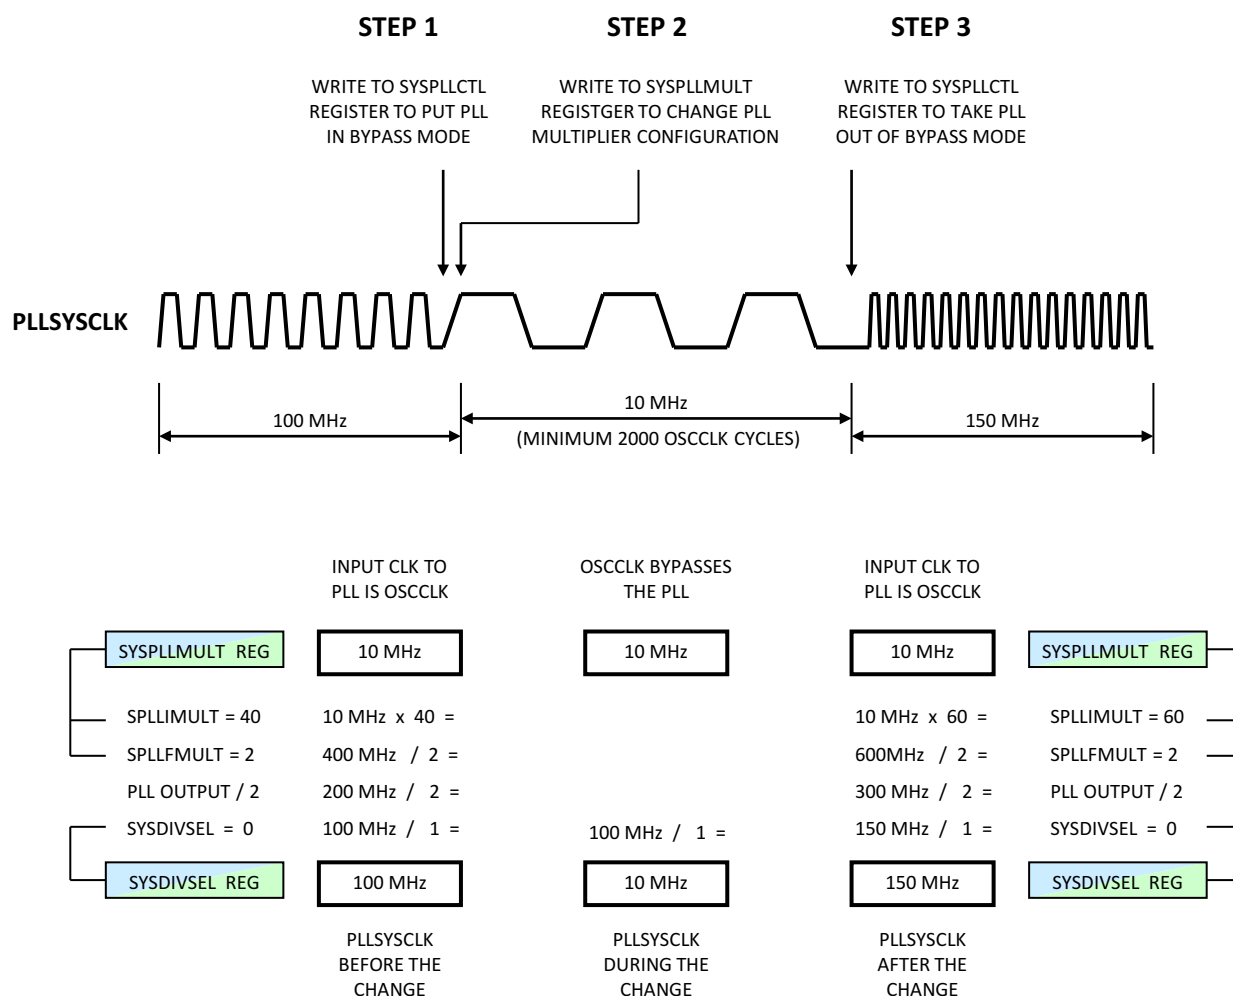 STEP 1
STEP 2
STEP 3
WRITE TO SYSPLLCTL
REGISTER TO PUT PLL
IN BYPASS MODE
WRITE TO SYSPLLMULT
REGISTGER TO CHANGE PLL
MULTIPLIER CONFIGURATION
WRITE TO SYSPLLCTL
REGISTER TO TAKE PLL
OUT OF BYPASS MODE
PLLSYSCLK
100 MHz
10 MHz
(MINIMUM 2000 OSCCLK CYCLES)
150 MHz
INPUT CLK TO
PLL IS OSCCLK
OSCCLK BYPASSES
THE PLL
INPUT CLK TO
PLL IS OSCCLK
SYSPLLMULT REG
10 MHz
10 MHz
10 MHz
SYSPLLMULT REG
SPLLIMULT = 40
10 MHz x 40 =
10 MHz x 60 =
SPLLIMULT = 60
SPLLFMULT = 2
400 MHz / 2 =
600MHz / 2 =
SPLLFMULT = 2
PLL OUTPUT / 2
200 MHz / 2 =
300 MHz / 2 =
PLL OUTPUT / 2
SYSDIVSEL = 0
100 MHz / 1 =
100 MHz / 1 =
150 MHz / 1 =
SYSDIVSEL = 0
SYSDIVSEL REG
100 MHz
10 MHz
150 MHz
SYSDIVSEL REG
PLLSYSCLK
BEFORE THE
CHANGE
PLLSYSCLK
DURING THE
CHANGE
PLLSYSCLK
AFTER THE
CHANGE